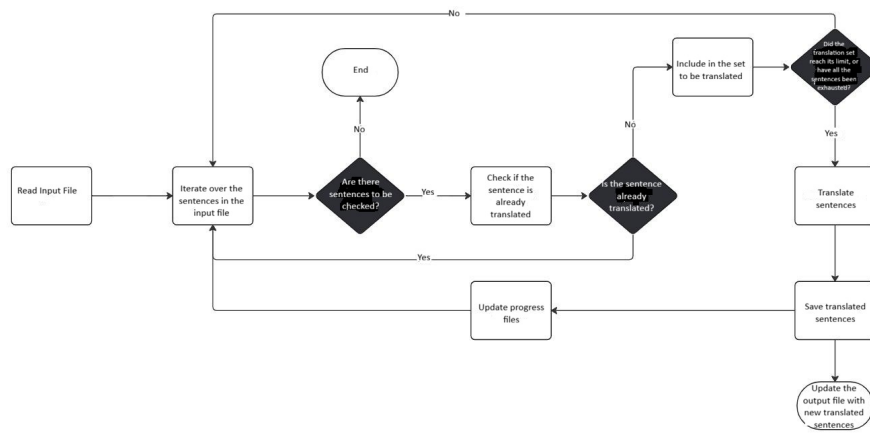 No
Did the
translation set
reach its limit, or
have all the
sentences been
exhausted?
End
Include in the set
to be translated
No
No
Yes
Read Input File
Iterate over the
sentences in the
input file
Are there
sentences to be
checked?
Yes
Check if the
sentence is
already
translated
Is the sentence
already
translated?
Translate
sentences
Yes
Update progress
files
Save translated
sentences
Update the
output file with
new translated
sentences